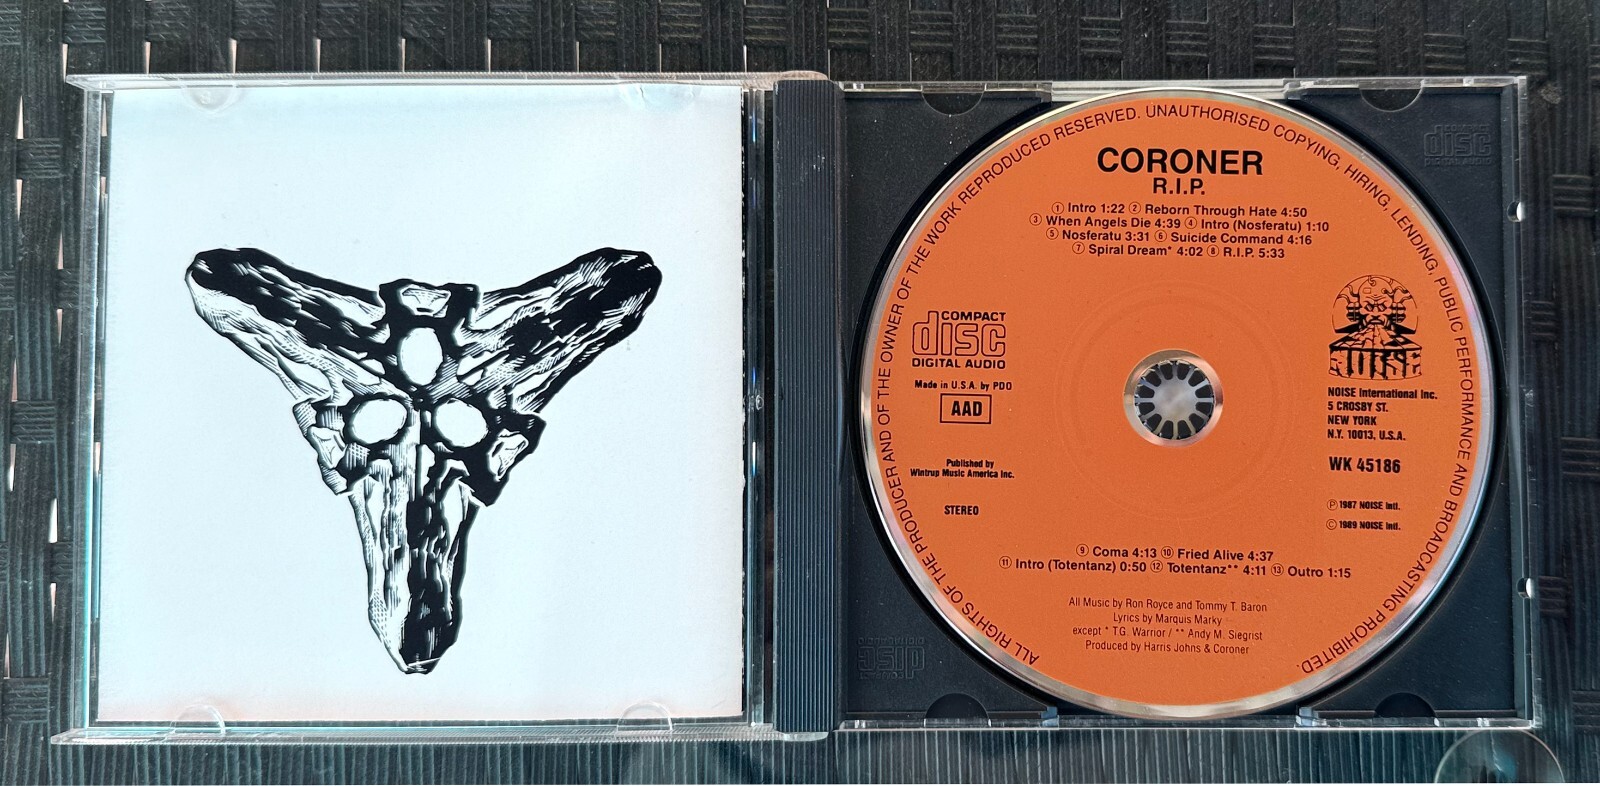 ALL RIGHTS OF THE PRODUCER AND OF THE OWNER OF THE WORK REPRODUCED RESERVED. UNAUTHORISED COPYING, HIRING, LENDING, PUBLIC PERFORMANCE AND BROADCASTING PROHIBITED.
CORONER
R.I.P.
① Intro 1:22 ② Reborn Through Hate 4:50
③ When Angels Die 4:39 ④ Intro (Nosferatu) 1:10
⑤ Nosferatu 3:31 ⑥ Suicide Command 4:16
⑦ Spiral Dream* 4:02 ⑧ R.I.P. 5:33
COMPACT
disc
DIGITAL AUDIO
Made in U.S.A. by PDO
AAD
Published by
Wintrup Music America Inc.
STEREO
NOISE
NOISE International Inc.
5 CROSBY ST.
NEW YORK
N.Y. 10013, U.S.A.
WK 45186
Ⓟ 1987 NOISE Intl.
© 1989 NOISE Intl.
⑨ Coma 4:13 ⑩ Fried Alive 4:37
⑪ Intro (Totentanz) 0:50 ⑫ Totentanz** 4:11 ⑬ Outro 1:15
All Music by Ron Royce and Tommy T. Baron
Lyrics by Marquis Marky
except * T.G. Warrior / ** Andy M. Siegrist
Produced by Harris Johns & Coroner
disc
DIGITAL AUDIO
COMPACT
disc
DIGITAL AUDIO